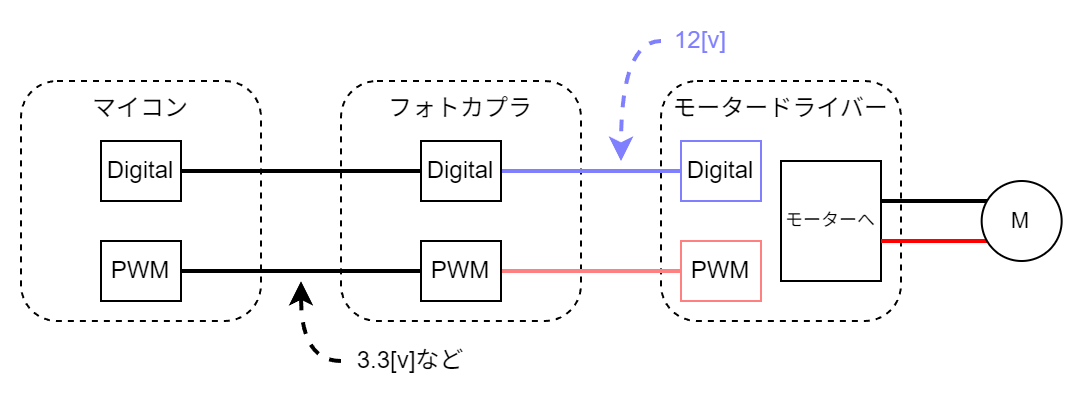 12[v]
マイコン
フォトカプラ
モータードライバー
Digital
Digital
Digital
モーターへ
M
PWM
PWM
PWM
3.3[v]など